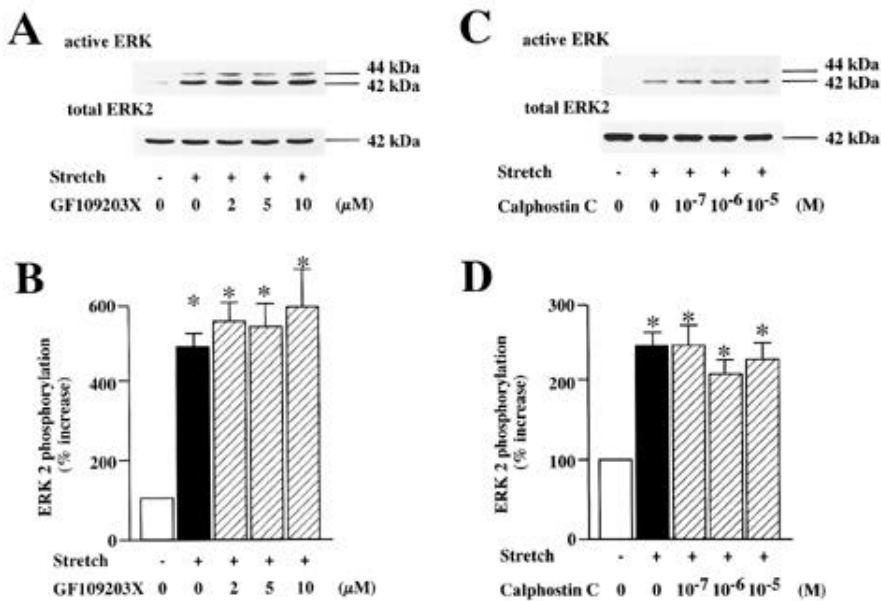 A
active ERK
44 kDa
42 kDa
total ERK2
42 kDa
Stretch - + + + +
GF109203X 0 0 2 5 10 (μM)
B
ERK 2 phosphorylation
(% increase)
600
400
200
0
* * * *
Stretch - + + + +
GF109203X 0 0 2 5 10 (μM)
C
active ERK
44 kDa
42 kDa
total ERK2
42 kDa
Stretch - + + + +
Calphostin C 0 0 10⁻⁷ 10⁻⁶ 10⁻⁵ (M)
D
ERK 2 phosphorylation
(% increase)
300
200
100
0
* * * *
Stretch - + + + +
Calphostin C 0 0 10⁻⁷ 10⁻⁶ 10⁻⁵ (M)